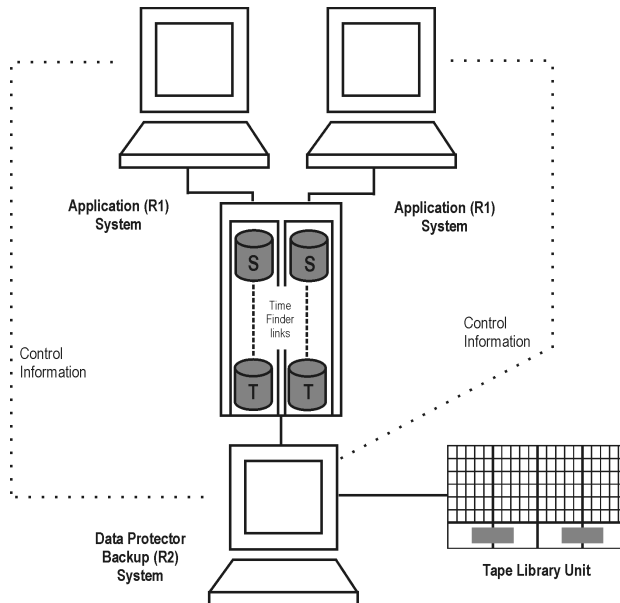 Application (R1)
System
Application (R1)
System
S
S
Time
Finder
links
Control
Information
Control
Information
T
T
Data Protector
Backup (R2)
System
Tape Library Unit